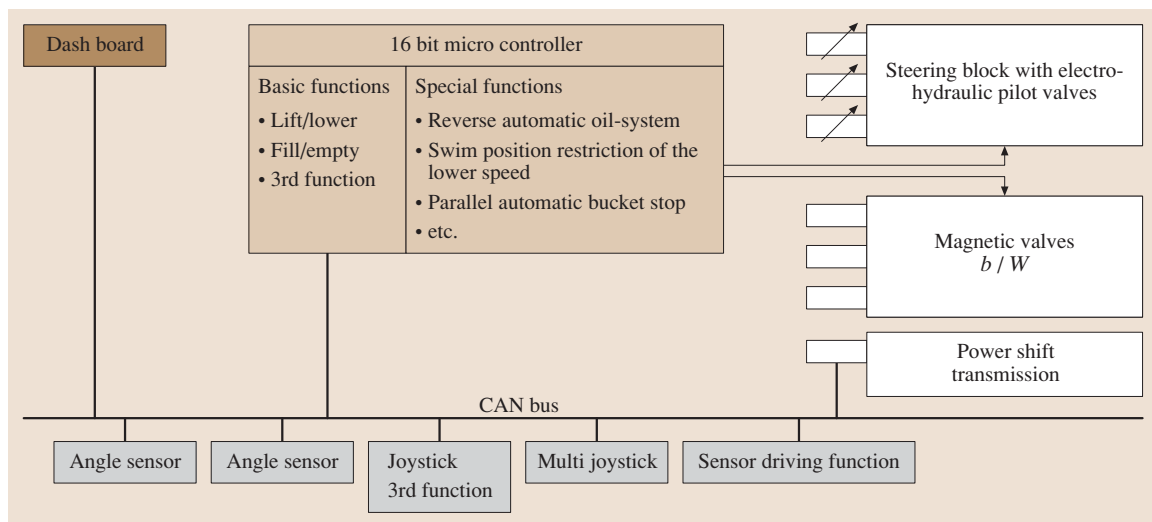 Dash board
16 bit micro controller
Basic functions
• Lift/lower
• Fill/empty
• 3rd function
Special functions
• Reverse automatic oil-system
• Swim position restriction of the
lower speed
• Parallel automatic bucket stop
• etc.
Steering block with electro-
hydraulic pilot valves
Magnetic valves
b / W
Power shift
transmission
CAN bus
Angle sensor
Angle sensor
Joystick
3rd function
Multi joystick
Sensor driving function